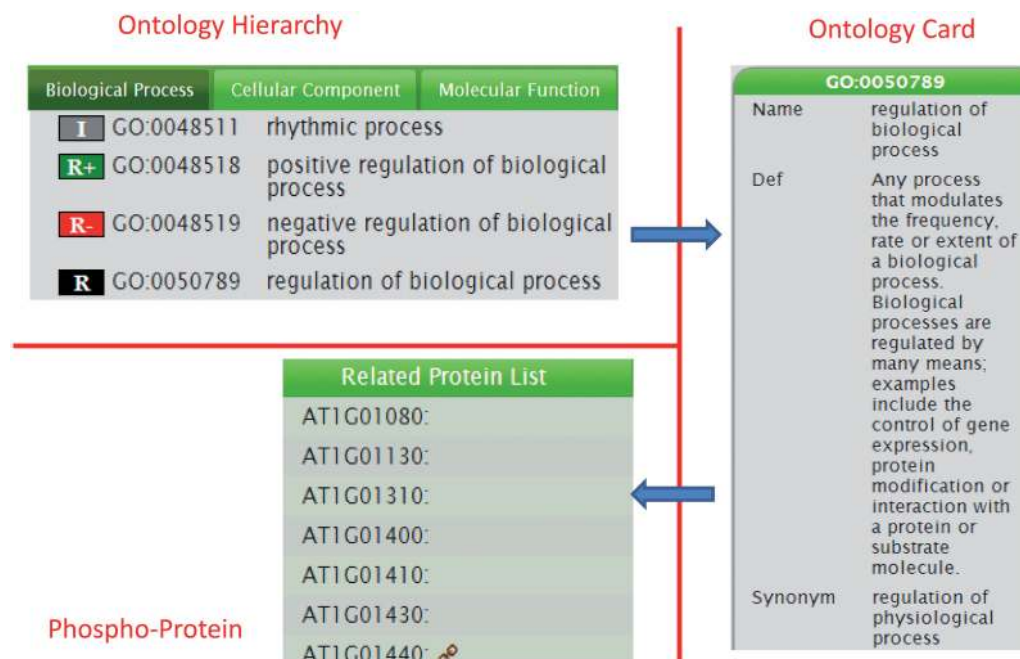 Ontology Hierarchy
Biological Process Cellular Component Molecular Function
I GO:0048511 rhythmic process
R+ GO:0048518 positive regulation of biological
process
R- GO:0048519 negative regulation of biological
process
R GO:0050789 regulation of biological process
Ontology Card
GO:0050789
Name regulation of
biological
process
Def Any process
that modulates
the frequency,
rate or extent of
a biological
process.
Biological
processes are
regulated by
many means;
examples
include the
control of gene
expression,
protein
modification or
interaction with
a protein or
substrate
molecule.
Synonym regulation of
physiological
process
Related Protein List
AT1G01080:
AT1G01130:
AT1G01310:
AT1G01400:
AT1G01410:
AT1G01430:
AT1G01440:
Phospho-Protein